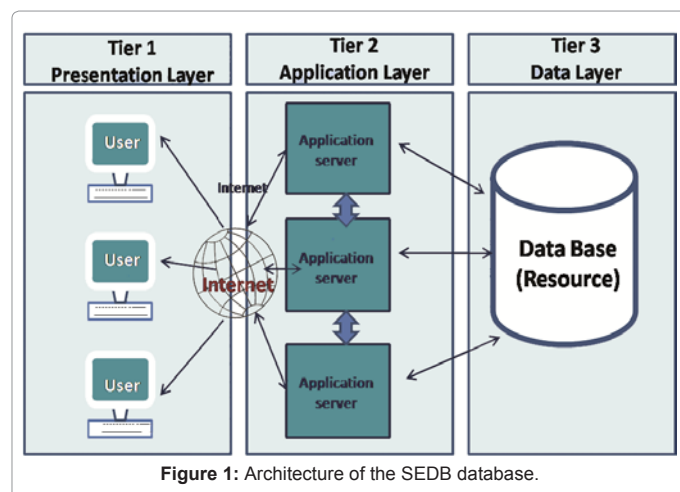 Tier 1
Presentation Layer
Tier 2
Application Layer
Tier 3
Data Layer
User
User
User
Internet
Internet
Application
server
Application
server
Application
server
Data Base
(Resource)
Figure 1: Architecture of the SEDB database.